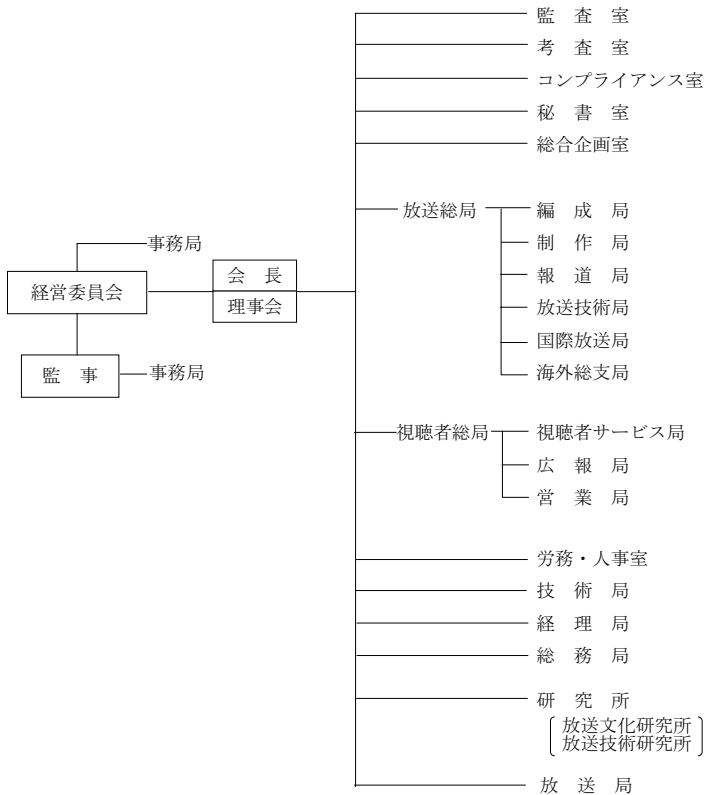 監　査　室
考　査　室
コンプライアンス室
秘　書　室
総合企画室
放送総局
編　成　局
制　作　局
報　道　局
放送技術局
国際放送局
海外総支局
事務局
経営委員会
会　長
理事会
監　事
事務局
視聴者総局
視聴者サービス局
広　報　局
営　業　局
労務・人事室
技　術　局
経　理　局
総　務　局
研　究　所
放送文化研究所
放送技術研究所
放　送　局